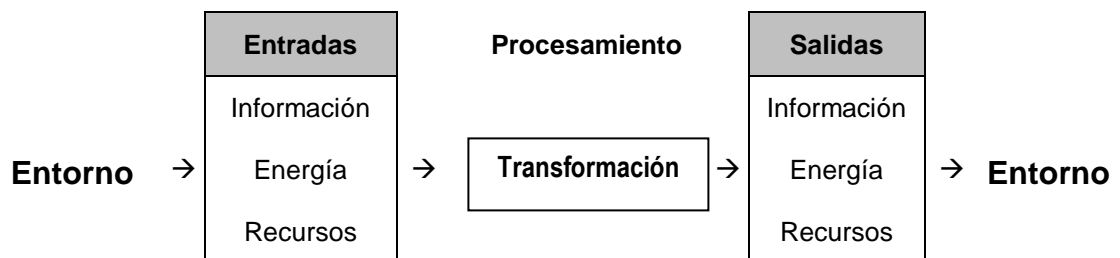 Entradas Procesamiento Salidas
Información Información
Entorno → Energía → Transformación → Energía → Entorno
Recursos Recursos